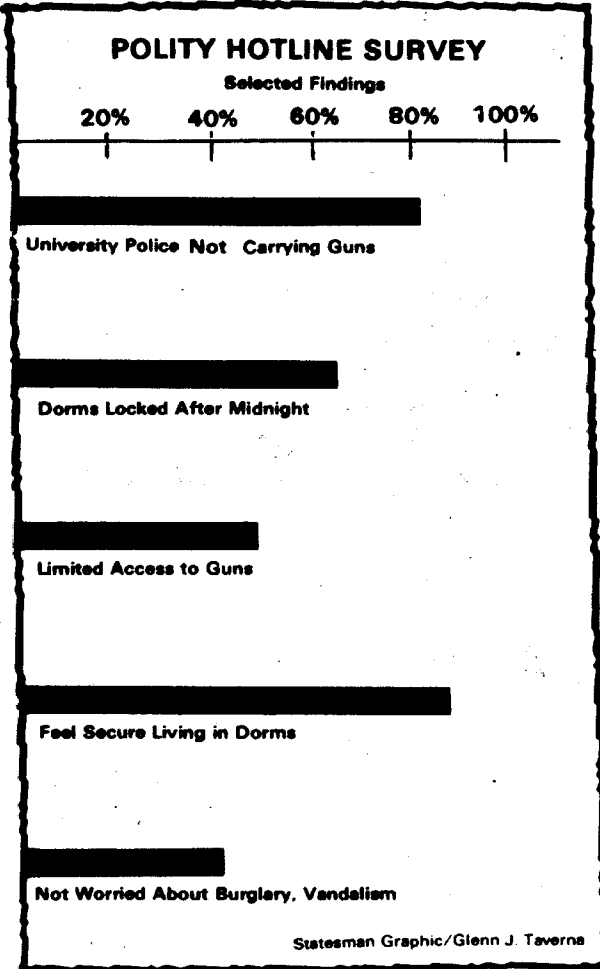 POLITY HOTLINE SURVEY
Selected Findings
20% 40% 60% 80% 100%
University Police Not Carrying Guns
Dorms Locked After Midnight
Limited Access to Guns
Feel Secure Living in Dorms
Not Worried About Burglary, Vandalism
Statesman Graphic/Glenn J. Taverna